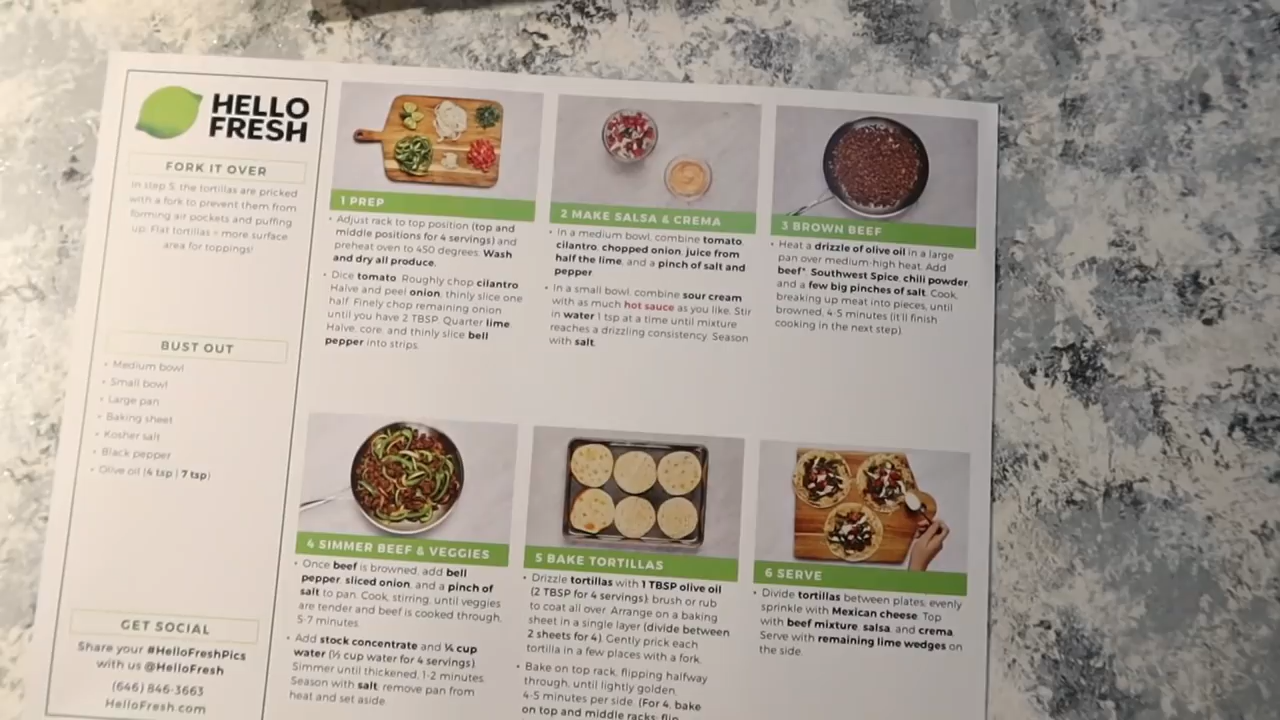 HELLO
FRESH
FORK IT OVER
In step 5, the tortillas are pricked
with a fork to prevent them from
forming air pockets and puffing
up. Flat tortillas = more surface
area for toppings!
BUST OUT
• Medium bowl
• Small bowl
• Large pan
• Baking sheet
• Kosher salt
• Black pepper
• Olive oil (4 tsp | 7 tsp)
GET SOCIAL
Share your #HelloFreshPics
with us @HelloFresh
(646) 846-3663
HelloFresh.com
1 PREP
• Adjust rack to top position (top and
middle positions for 4 servings) and
preheat oven to 450 degrees. Wash
and dry all produce.
• Dice tomato. Roughly chop cilantro.
Halve and peel onion; thinly slice one
half. Finely chop remaining onion
until you have 2 TBSP. Quarter lime.
Halve, core, and thinly slice bell
pepper into strips.
2 MAKE SALSA & CREMA
• In a medium bowl, combine tomato,
cilantro, chopped onion, juice from
half the lime, and a pinch of salt and
pepper.
• In a small bowl, combine sour cream
with as much hot sauce as you like. Stir
in water 1 tsp at a time until mixture
reaches a drizzling consistency. Season
with salt.
3 BROWN BEEF
• Heat a drizzle of olive oil in a large
pan over medium-high heat. Add
beef*, Southwest Spice, chili powder,
and a few big pinches of salt. Cook,
breaking up meat into pieces, until
browned, 4-5 minutes (it'll finish
cooking in the next step).
4 SIMMER BEEF & VEGGIES
• Once beef is browned, add bell
pepper, sliced onion, and a pinch of
salt to pan. Cook, stirring, until veggies
are tender and beef is cooked through,
5-7 minutes.
• Add stock concentrate and ¼ cup
water (⅓ cup water for 4 servings).
Simmer until thickened, 1-2 minutes.
Season with salt; remove pan from
heat and set aside.
5 BAKE TORTILLAS
• Drizzle tortillas with 1 TBSP olive oil
(2 TBSP for 4 servings); brush or rub
to coat all over. Arrange on a baking
sheet in a single layer (divide between
2 sheets for 4). Gently prick each
tortilla in a few places with a fork.
• Bake on top rack, flipping halfway
through, until lightly golden,
4-5 minutes per side. (For 4, bake
on top and middle racks; flip
6 SERVE
• Divide tortillas between plates; evenly
sprinkle with Mexican cheese. Top
with beef mixture, salsa, and crema.
Serve with remaining lime wedges on
the side.